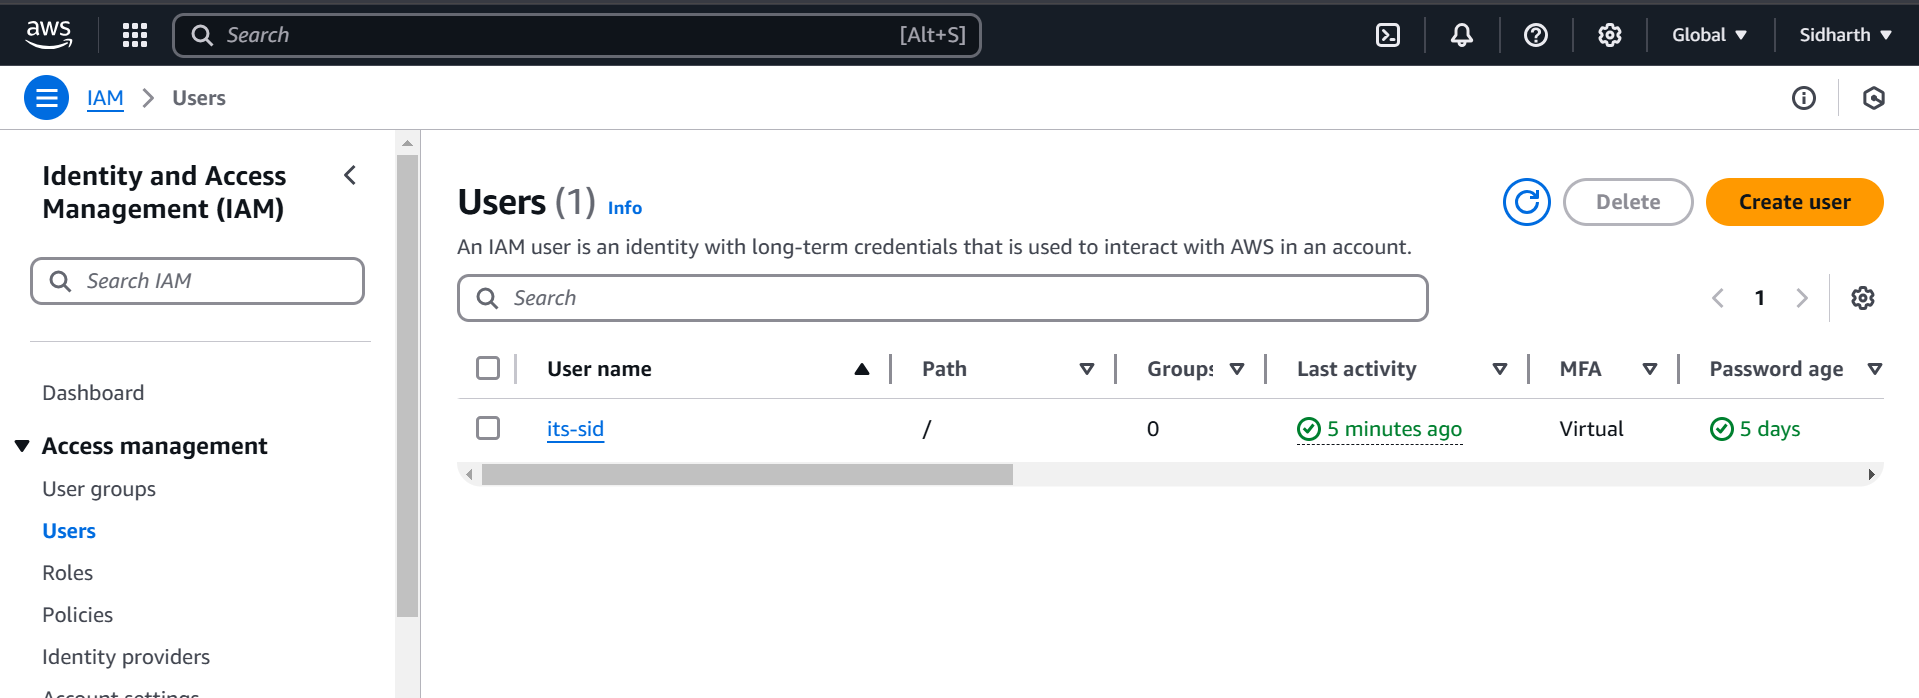 aws Search [Alt+S] Global Sidharth
IAM Users
Identity and Access
Management (IAM)
Search IAM
Dashboard
Access management
User groups
Users
Roles
Policies
Identity providers
Account settings
Users (1) Info
Delete
Create user
An IAM user is an identity with long-term credentials that is used to interact with AWS in an account.
Search
1
User name Path Groups Last activity MFA Password age
its-sid / 0 5 minutes ago Virtual 5 days